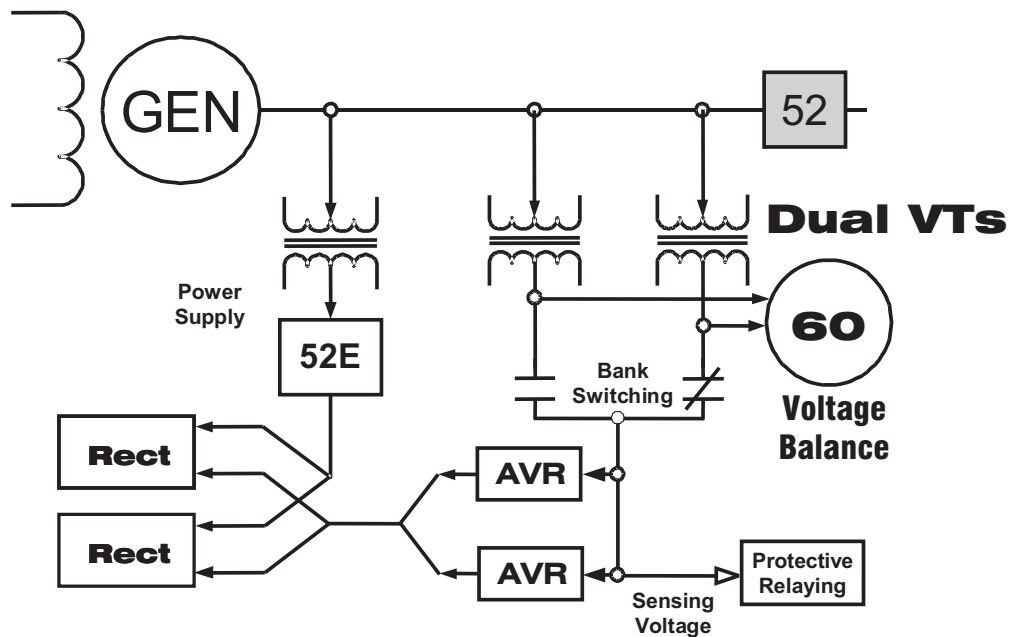 GEN
52
Dual VTs
Power
Supply
60
52E
Bank
Switching
Voltage
Balance
Rect
AVR
Rect
AVR
Protective
Relaying
Sensing
Voltage